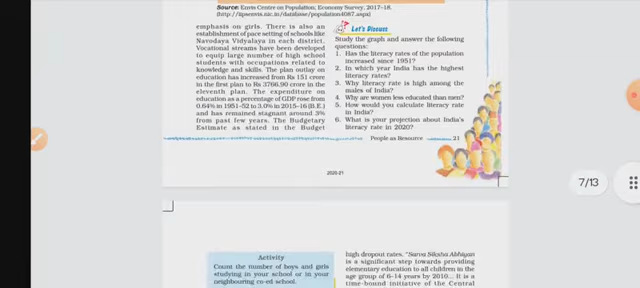 Source: Envis Centre on Population, Economy Survey, 2017–18.
(http://iipsenvis.nic.in/database/population4087.aspx)
emphasis on girls. There is also an
establishment of pace setting of schools like
Navodaya Vidyalaya in each district.
Vocational streams have been developed
to equip large number of high school
students with occupations related to
knowledge and skills. The plan outlay on
education has increased from Rs 151 crore
in the first plan to Rs 3766.90 crore in the
eleventh plan. The expenditure on
education as a percentage of GDP rose from
0.64% in 1951–52 to 3.0% in 2015–16 (B.E.)
and has remained stagnant around 3%
from past few years. The Budgetary
Estimate as stated in the Budget
Let's Discuss
Study the graph and answer the following
questions:
1. Has the literacy rates of the population
increased since 1951?
2. In which year India has the highest
literacy rates?
3. Why literacy rate is high among the
males of India?
4. Why are women less educated than men?
5. How would you calculate literacy rate
in India?
6. What is your projection about India's
literacy rate in 2020?
People as Resource
21
2020-21
7/13
Activity
Count the number of boys and girls
studying in your school or in your
neighbouring co-ed school.
high dropout rates. "Sarva Siksha Abhiyan
is a significant step towards providing
elementary education to all children in the
age group of 6–14 years by 2010... It is a
time-bound initiative of the Central